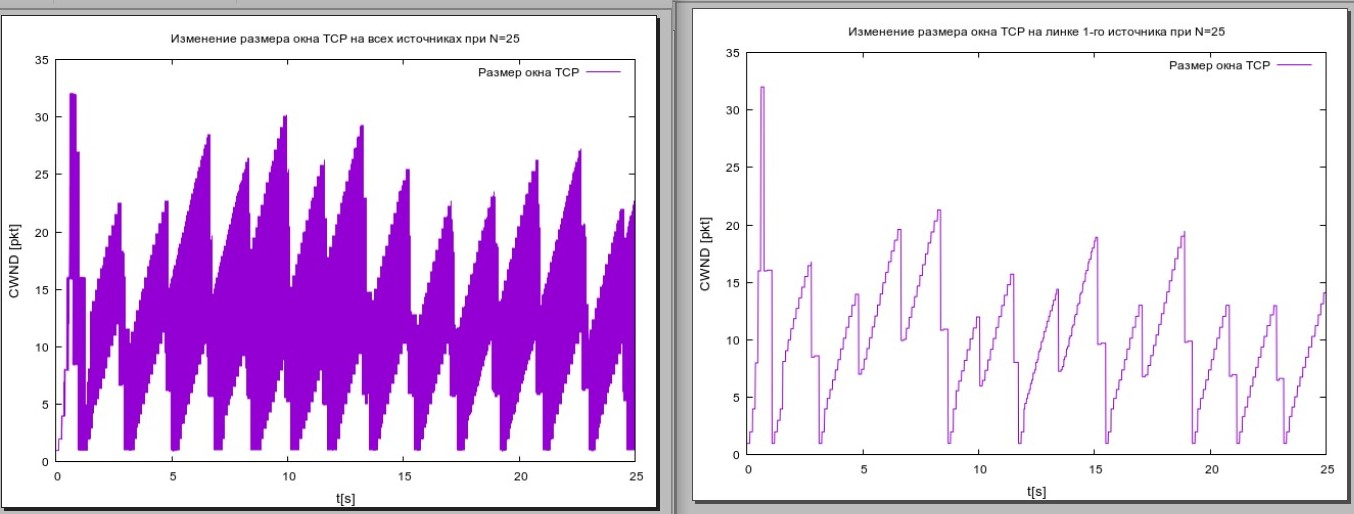 Изменение размера окна TCP на всех источниках при N=25
Размер окна TCP
CWND [pkt]
35
30
25
20
15
10
5
0
0 5 10 15 20 25
t[s]
Изменение размера окна TCP на линке 1-го источника при N=25
Размер окна TCP
CWND [pkt]
35
30
25
20
15
10
5
0
0 5 10 15 20 25
t[s]